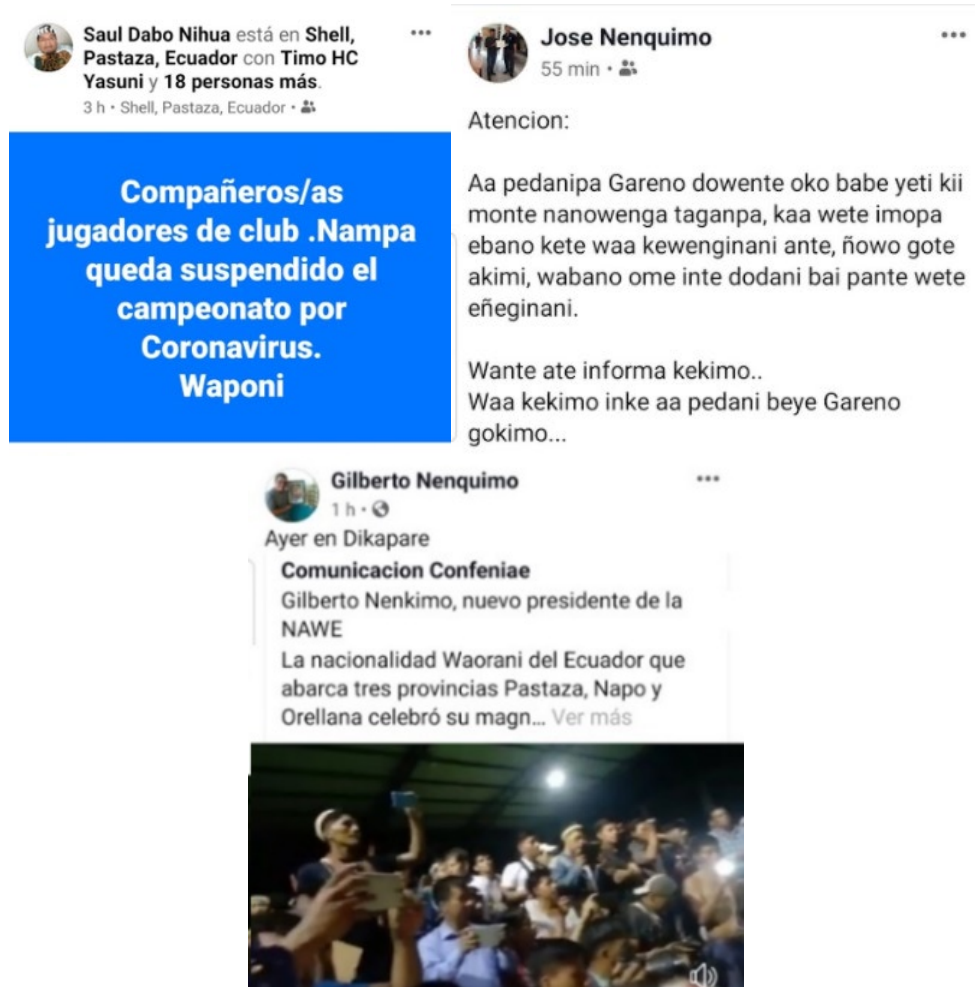 Saul Dabo Nihua está en Shell,
Pastaza, Ecuador con Timo HC
Yasuni y 18 personas más.
3 h · Shell, Pastaza, Ecuador ·
Compañeros/as
jugadores de club .Nampa
queda suspendido el
campeonato por
Coronavirus.
Waponi
Jose Nenquimo
55 min ·
Atencion:
Aa pedanipa Gareno dowente oko babe yeti kii
monte nanowenga taganpa, kaa wete imopa
ebano kete waa kewenginani ante, ñowo gote
akimi, wabano ome inte dodani bai pante wete
eñeginani.
Wante ate informa kekimo..
Waa kekimo inke aa pedani beye Gareno
gokimo...
Gilberto Nenquimo
1 h ·
Ayer en Dikapare
Comunicacion Confeniae
Gilberto Nenkimo, nuevo presidente de la
NAWE
La nacionalidad Waorani del Ecuador que
abarca tres provincias Pastaza, Napo y
Orellana celebró su magn... Ver más